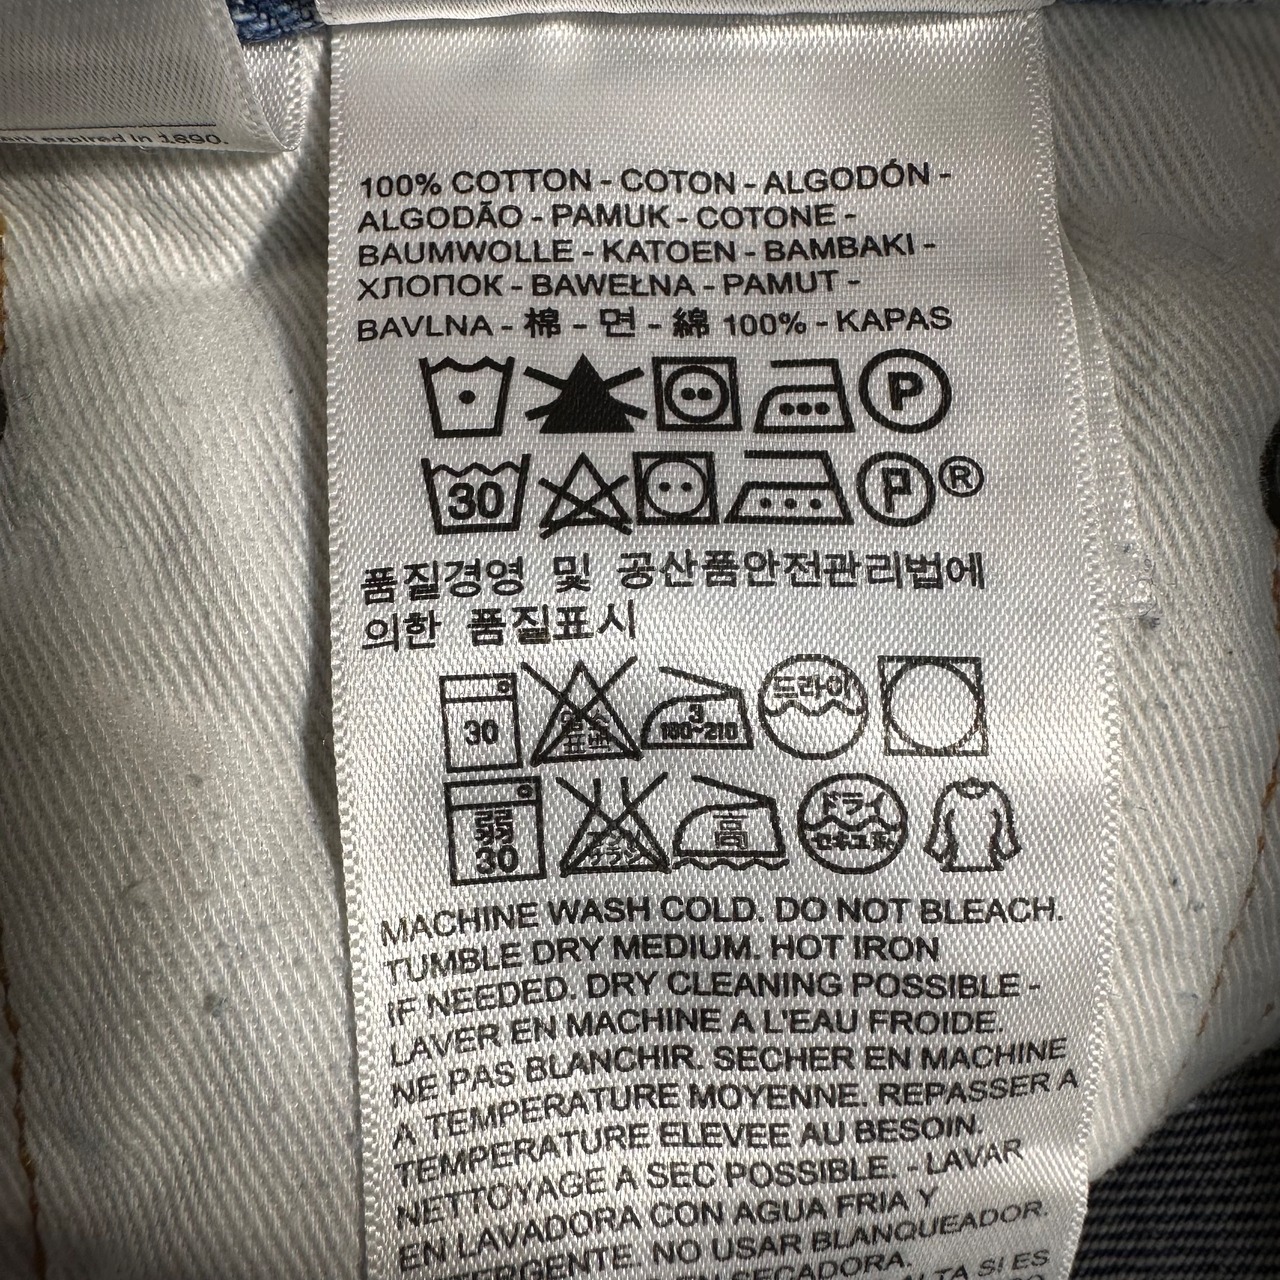 expired in 1890.
100% COTTON - COTON - ALGODÓN -
ALGODÃO - PAMUK - COTONE -
BAUMWOLLE - KATOEN - BAMBAKI -
ХЛОПОК - BAWEŁNA - PAMUT -
BAVLNA - 棉 - 면 - 綿 100% - KAPAS
P
30 P ®
품질경영 및 공산품안전관리법에
의한 품질표시
30 3 180~210 드라이
弱 30 高 ドライ
MACHINE WASH COLD. DO NOT BLEACH.
TUMBLE DRY MEDIUM. HOT IRON
IF NEEDED. DRY CLEANING POSSIBLE -
LAVER EN MACHINE A L'EAU FROIDE.
NE PAS BLANCHIR. SECHER EN MACHINE
A TEMPERATURE MOYENNE. REPASSER A
TEMPERATURE ELEVEE AU BESOIN.
NETTOYAGE A SEC POSSIBLE. - LAVAR
EN LAVADORA CON AGUA FRIA Y
NO USAR BLANQUEADOR.
SI ES